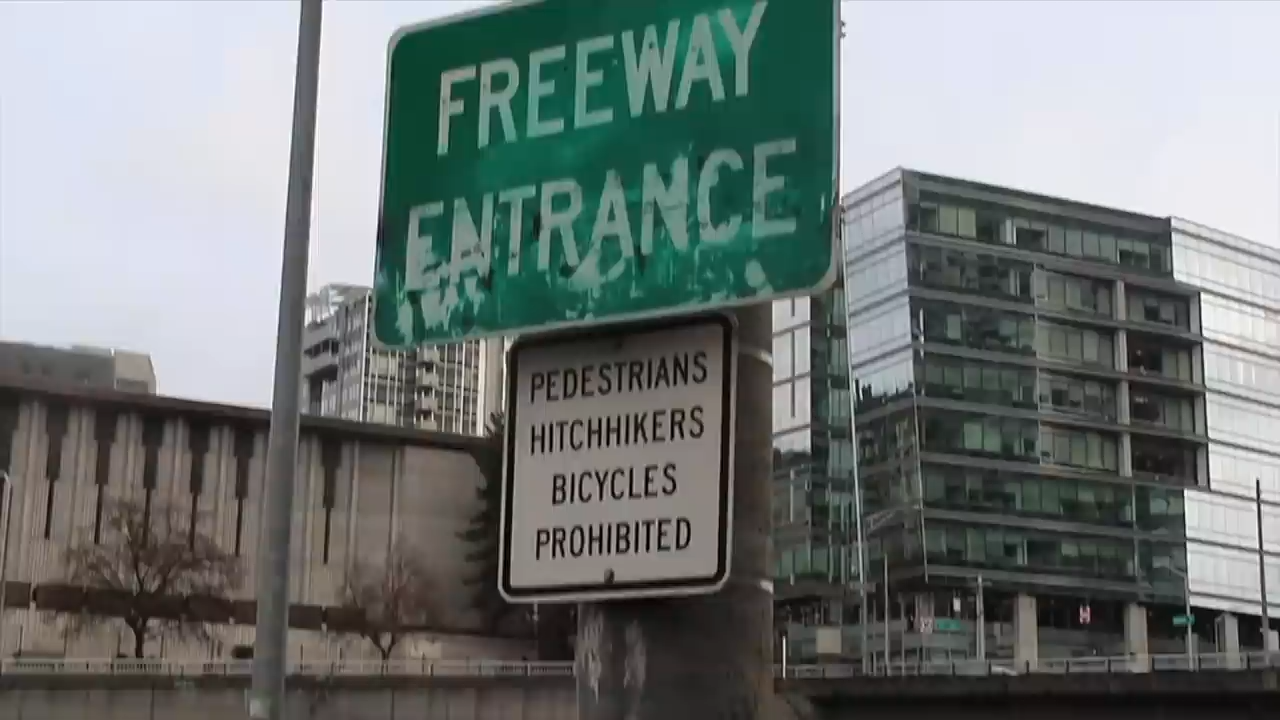 FREEWAY
ENTRANCE
PEDESTRIANS
HITCHHIKERS
BICYCLES
PROHIBITED